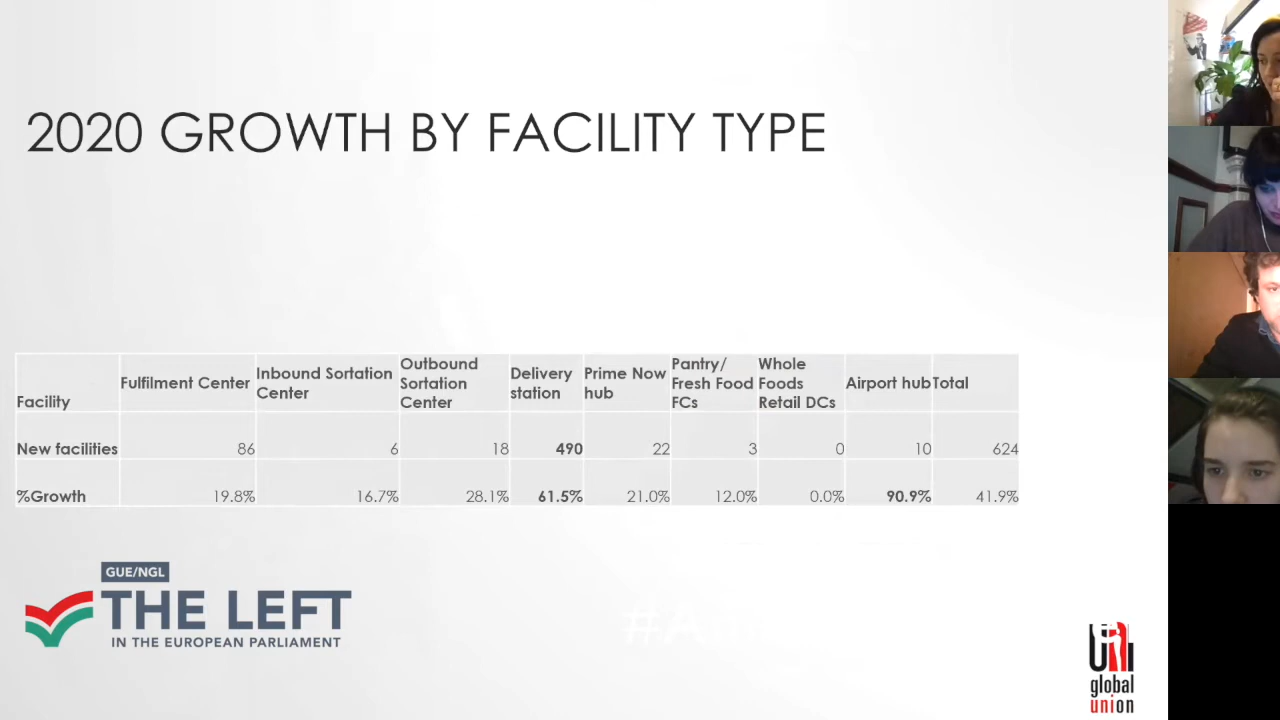 2020 GROWTH BY FACILITY TYPE
Facility Fulfilment Center Inbound Sortation Center Outbound Sortation Center Delivery station Prime Now hub Pantry/ Fresh Food FCs Whole Foods Retail DCs Airport hub Total
New facilities 86 6 18 490 22 3 0 10 624
%Growth 19.8% 16.7% 28.1% 61.5% 21.0% 12.0% 0.0% 90.9% 41.9%
GUE/NGL
THE LEFT
IN THE EUROPEAN PARLIAMENT
UNI
global
union